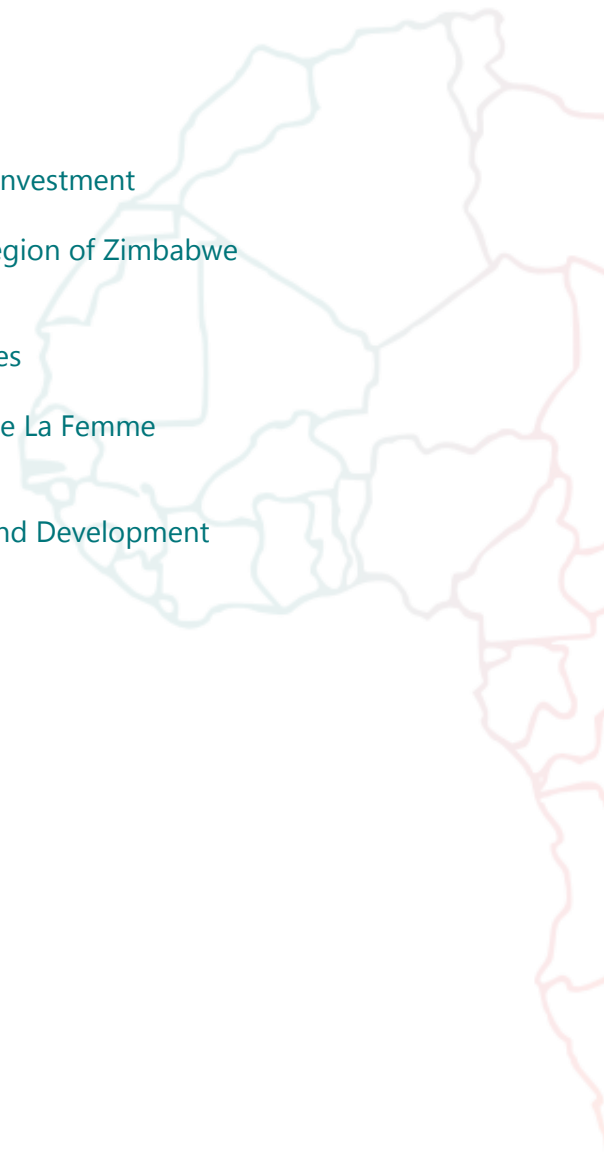 nvestment
egion of Zimbabwe
es
e La Femme
nd Development